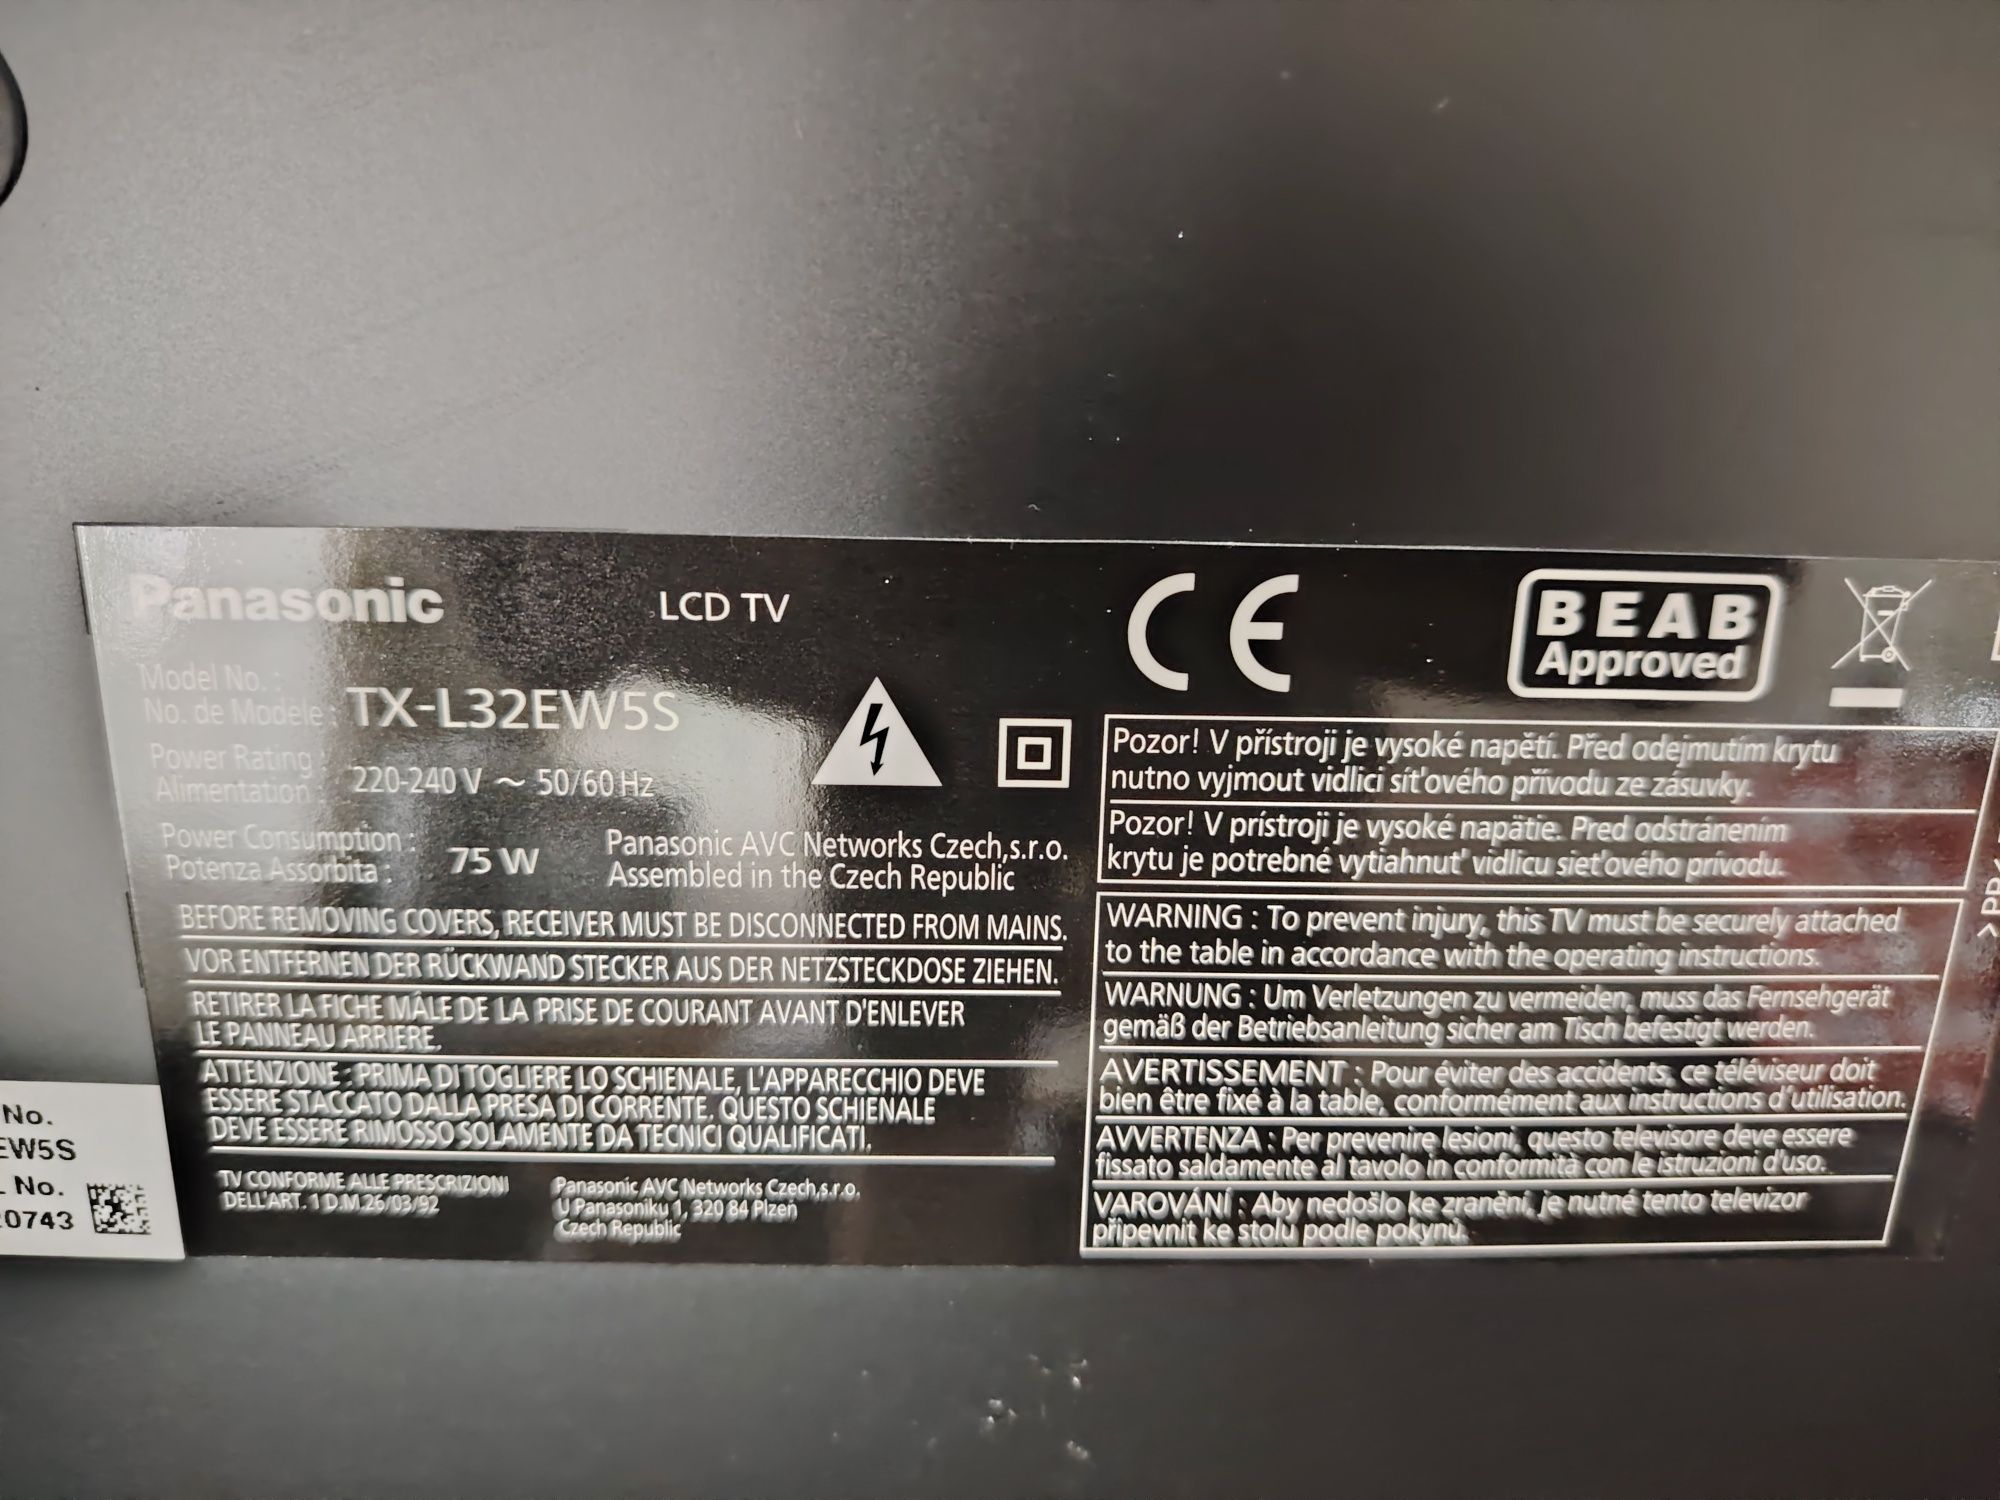 Panasonic
LCD TV
CE
BEAB
Approved
Model No. :
No. de Modèle :
TX-L32EW5S
Power Rating :
Alimentation :
220-240 V ~ 50/60 Hz
Power Consumption :
Potenza Assorbita :
75 W
Panasonic AVC Networks Czech,s.r.o.
Assembled in the Czech Republic
BEFORE REMOVING COVERS, RECEIVER MUST BE DISCONNECTED FROM MAINS.
VOR ENTFERNEN DER RÜCKWAND STECKER AUS DER NETZSTECKDOSE ZIEHEN.
RETIRER LA FICHE MÂLE DE LA PRISE DE COURANT AVANT D'ENLEVER
LE PANNEAU ARRIERE.
ATTENZIONE : PRIMA DI TOGLIERE LO SCHIENALE, L'APPARECCHIO DEVE
ESSERE STACCATO DALLA PRESA DI CORRENTE. QUESTO SCHIENALE
DEVE ESSERE RIMOSSO SOLAMENTE DA TECNICI QUALIFICATI.
TV CONFORME ALLE PRESCRIZIONI
DELL'ART. 1 D.M. 26/03/92
Panasonic AVC Networks Czech,s.r.o.
U Panasoniku 1, 320 84 Plzeň
Czech Republic
Pozor! V přístroji je vysoké napětí. Před odejmutím krytu
nutno vyjmout vidlici síťového přívodu ze zásuvky.
Pozor! V prístroji je vysoké napätie. Pred odstránením
krytu je potrebné vytiahnuť vidlicu sieťového prívodu.
WARNING : To prevent injury, this TV must be securely attached
to the table in accordance with the operating instructions.
WARNUNG : Um Verletzungen zu vermeiden, muss das Fernsehgerät
gemäß der Betriebsanleitung sicher am Tisch befestigt werden.
AVERTISSEMENT : Pour éviter des accidents, ce téléviseur doit
bien être fixé à la table, conformément aux instructions d'utilisation.
AVVERTENZA : Per prevenire lesioni, questo televisore deve essere
fissato saldamente al tavolo in conformità con le istruzioni d'uso.
VAROVÁNÍ : Aby nedošlo ke zranění, je nutné tento televizor
připevnit ke stolu podle pokynů.
No.
EW5S
No.
0743